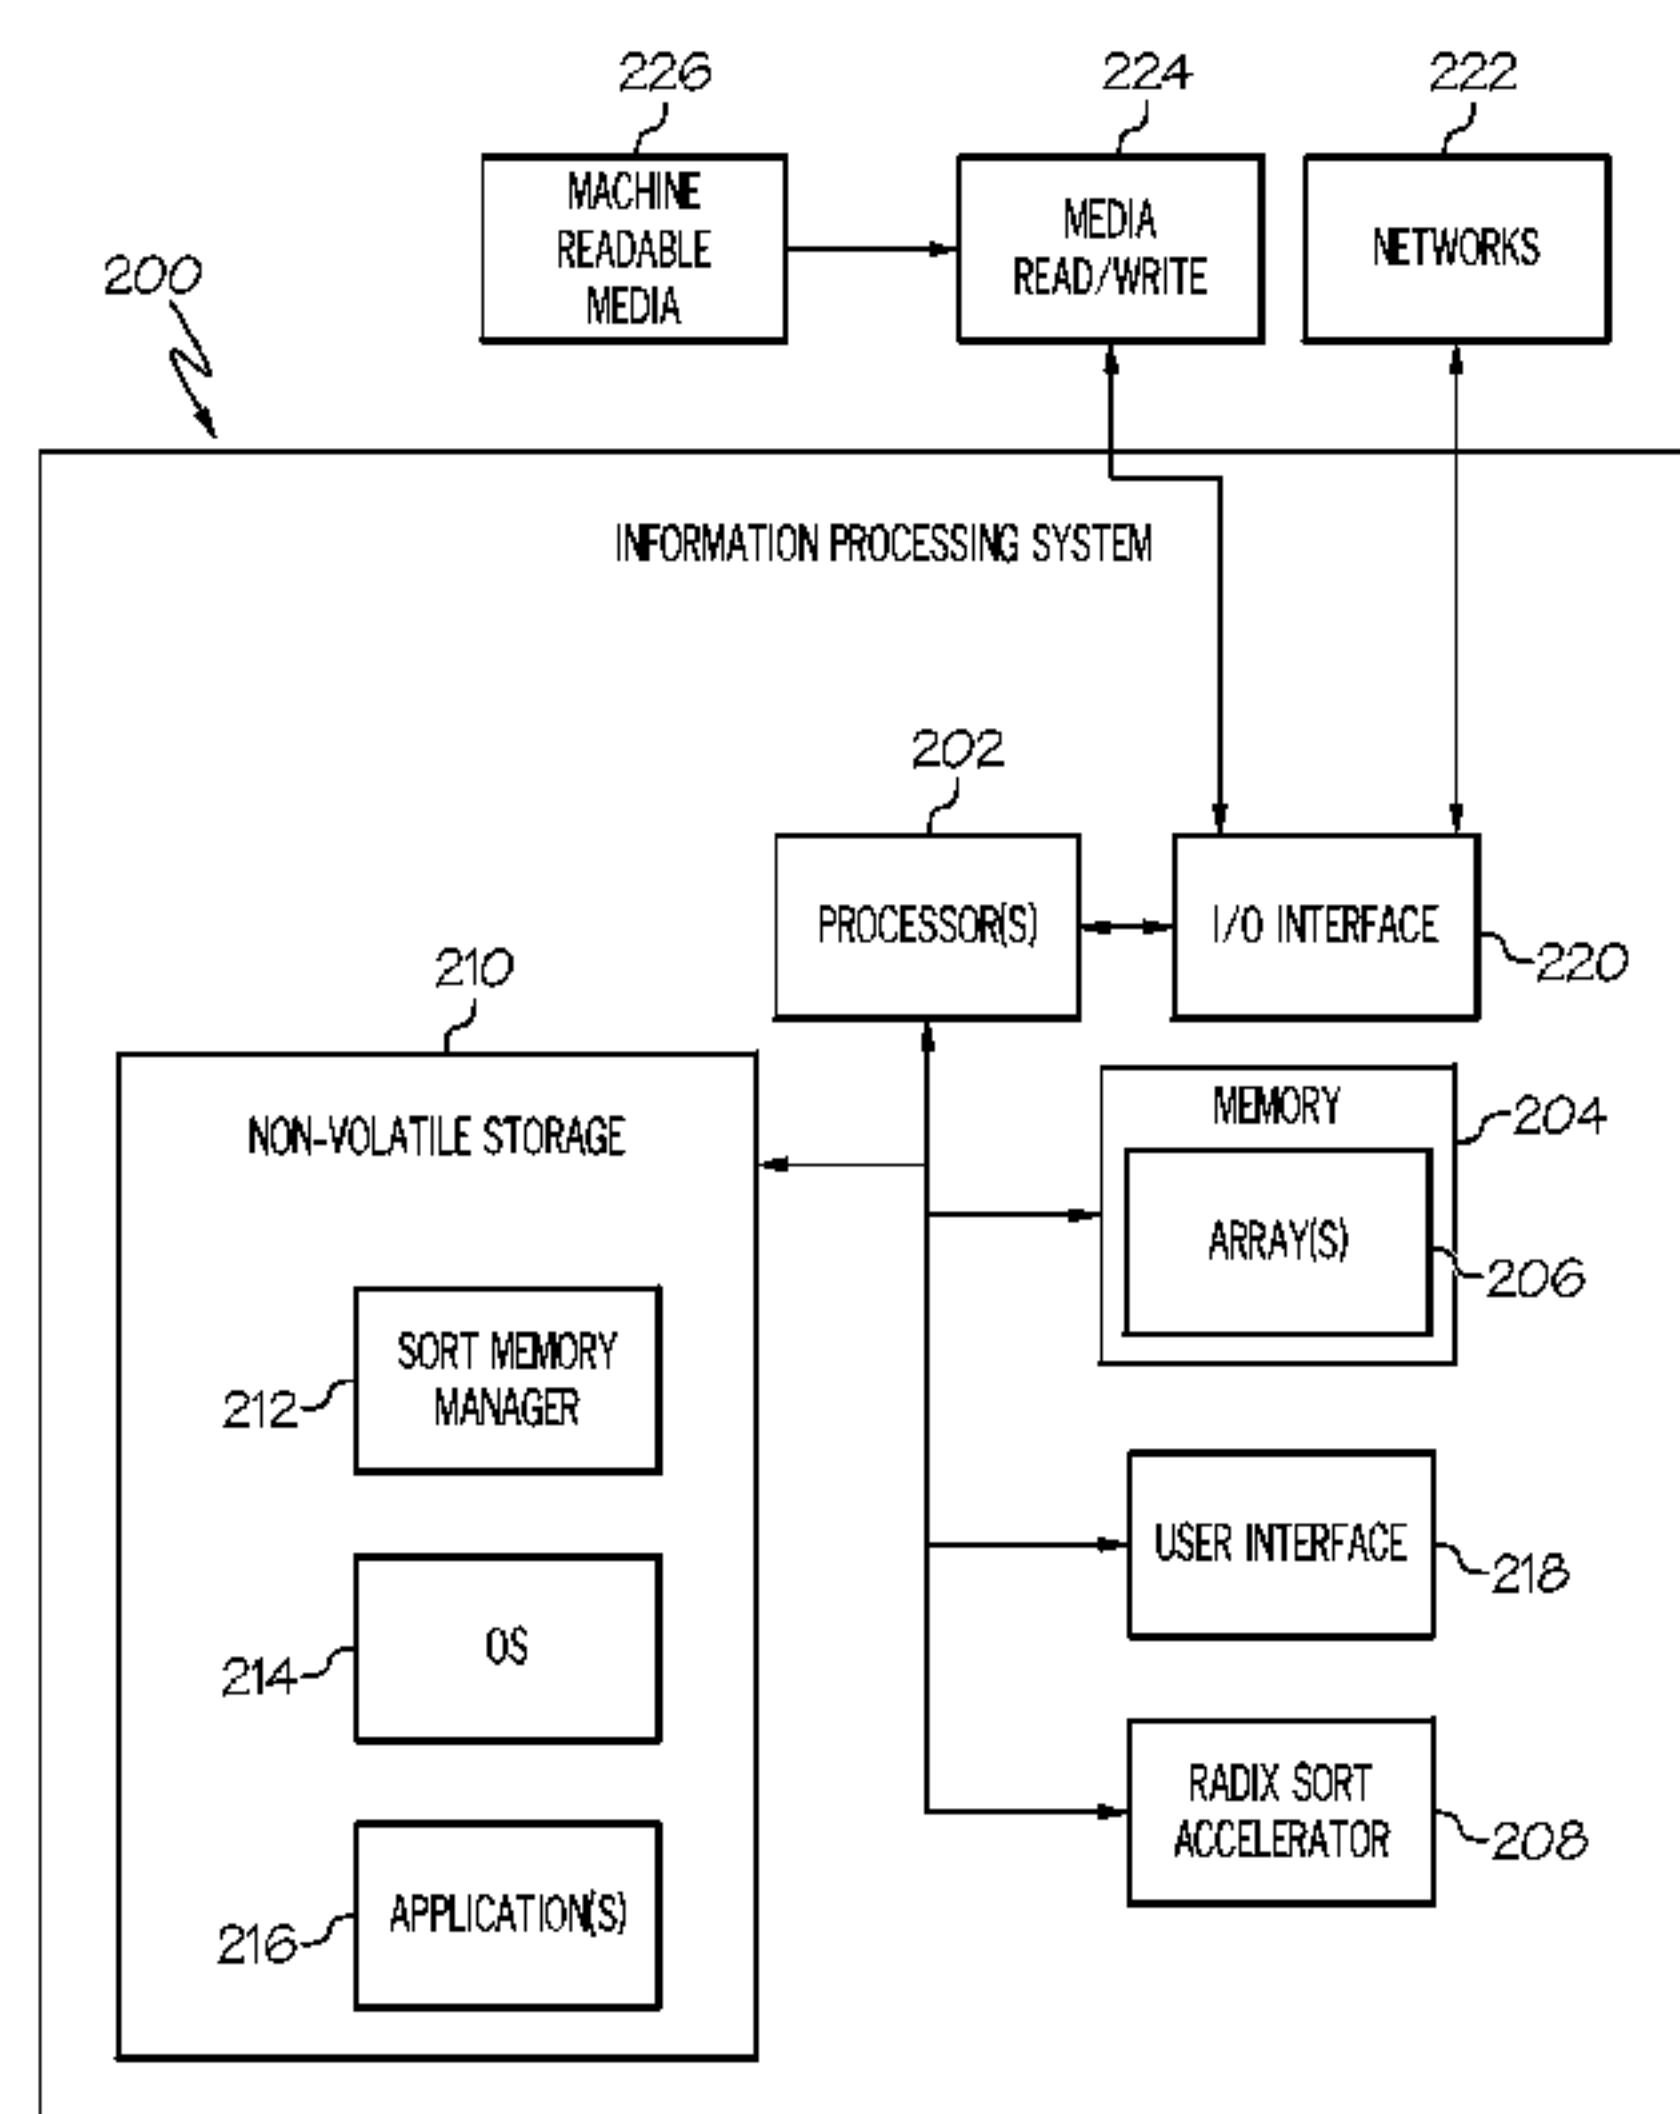 226
224
222
MACHINE
READABLE
MEDIA
MEDIA
READ/WRITE
NETWORKS
200
INFORMATION PROCESSING SYSTEM
202
PROCESSOR(S)
I/O INTERFACE
220
210
NON-VOLATILE STORAGE
MEMORY
204
ARRAY(S)
206
SORT MEMORY
MANAGER
212
USER INTERFACE
218
OS
214
RADIX SORT
ACCELERATOR
208
APPLICATION(S)
216